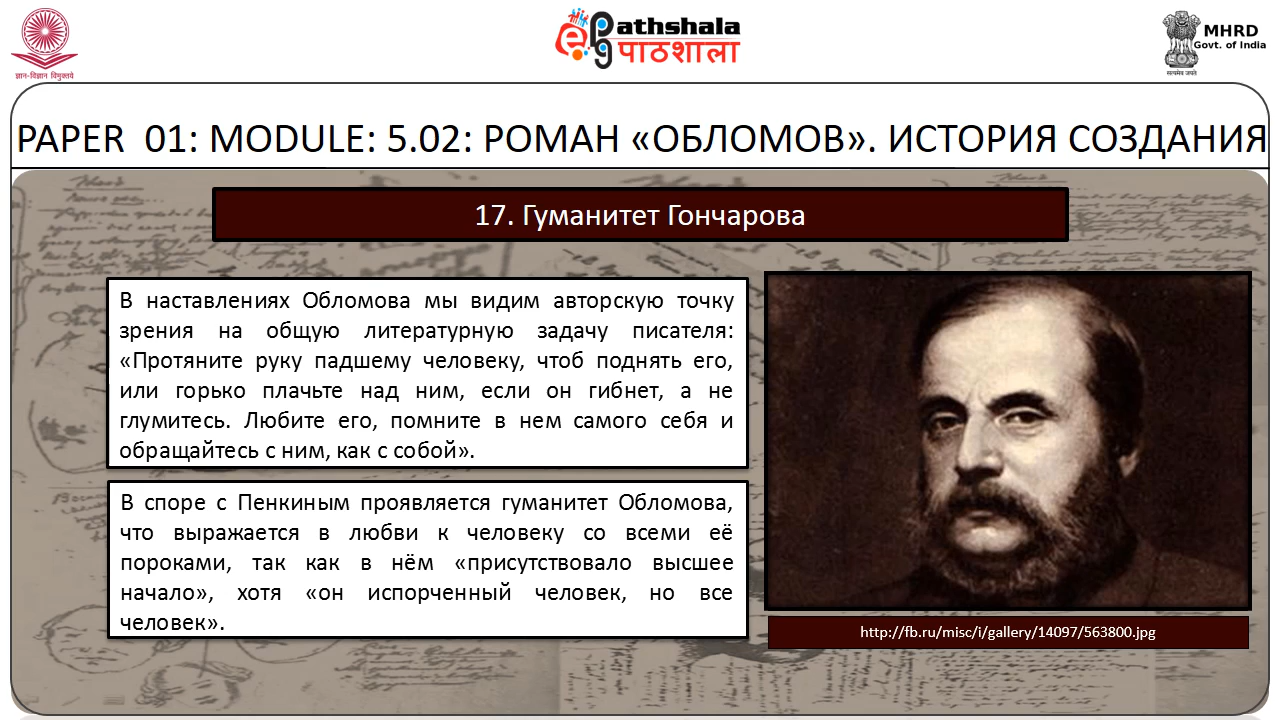 ज्ञान-विज्ञान विमुक्तये
ePathshala
पाठशाला
MHRD
Govt. of India
सत्यमेव जयते
PAPER 01: MODULE: 5.02: РОМАН «ОБЛОМОВ». ИСТОРИЯ СОЗДАНИЯ
17. Гуманитет Гончарова
В наставлениях Обломова мы видим авторскую точку
зрения на общую литературную задачу писателя:
«Протяните руку падшему человеку, чтоб поднять его,
или горько плачьте над ним, если он гибнет, а не
глумитесь. Любите его, помните в нем самого себя и
обращайтесь с ним, как с собой».
В споре с Пенкиным проявляется гуманитет Обломова,
что выражается в любви к человеку со всеми её
пороками, так как в нём «присутствовало высшее
начало», хотя «он испорченный человек, но все
человек».
http://fb.ru/misc/i/gallery/14097/563800.jpg